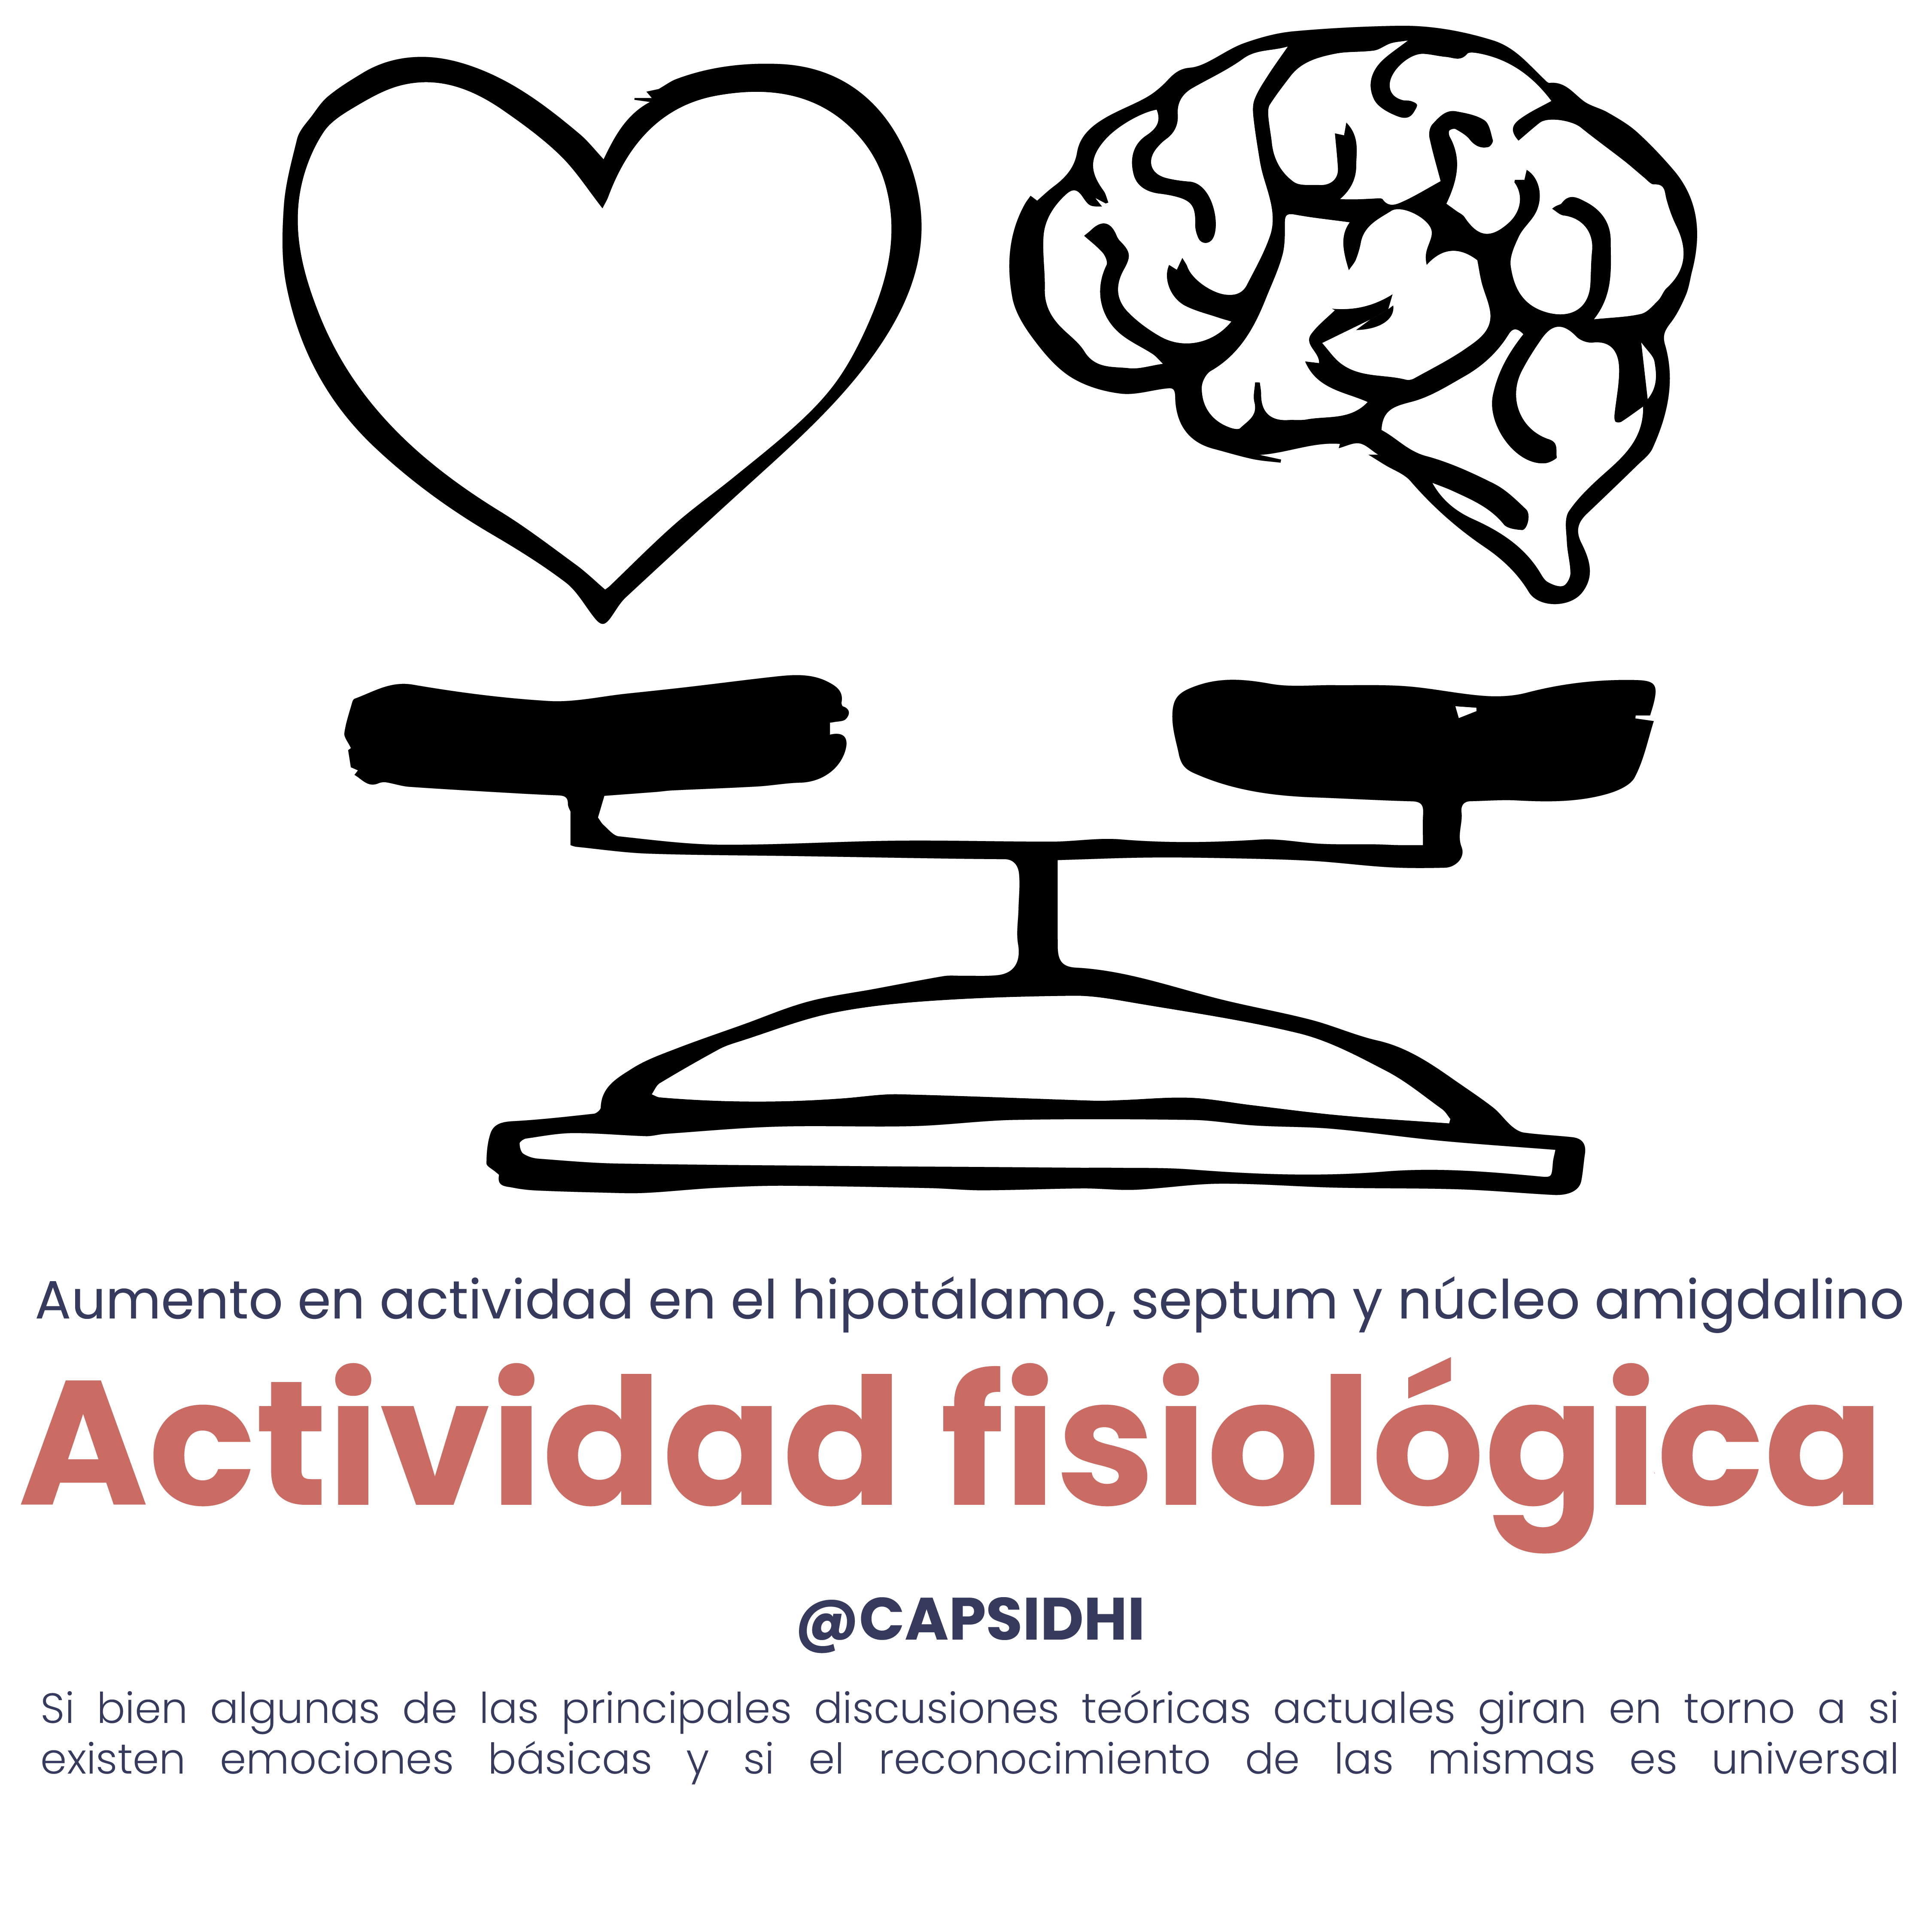 Aumento en actividad en el hipotálamo, septum y núcleo amigdalino
Actividad fisiológica
@CAPSIDHI
Si bien algunas de las principales discusiones teóricas actuales giran en torno a si
existen emociones básicas y si el reconocimiento de las mismas es universal